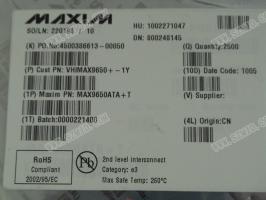 MAXIM
HU: 1002271047
SO/LN: 220184 / 10
DN: 800246145
(K) PO.No: 4500386613-00050
(Q) Quantity: 2500
(P) Cust PN: VHIMAX9650+-1Y
(10D) Date Code: 1005
(1P) Maxim PN: MAX9650ATA+T
(V) Supplier:
(1T) Batch: 0000221400
(4L) Origin: CN
RoHS
Compliant
2002/95/EC
Pb
2nd level interconnect
Category: e3
Max Safe Temp: 260°C